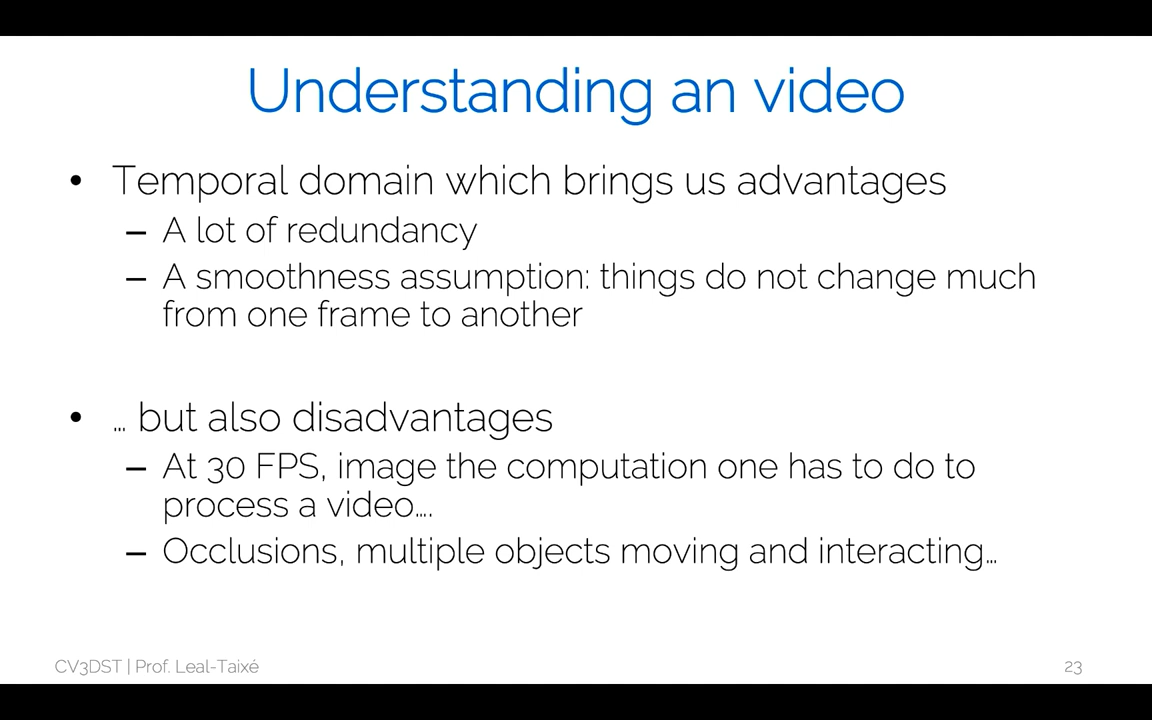 Understanding an video
• Temporal domain which brings us advantages
– A lot of redundancy
– A smoothness assumption: things do not change much
from one frame to another
• … but also disadvantages
– At 30 FPS, image the computation one has to do to
process a video….
– Occlusions, multiple objects moving and interacting…
CV3DST | Prof. Leal-Taixé
23